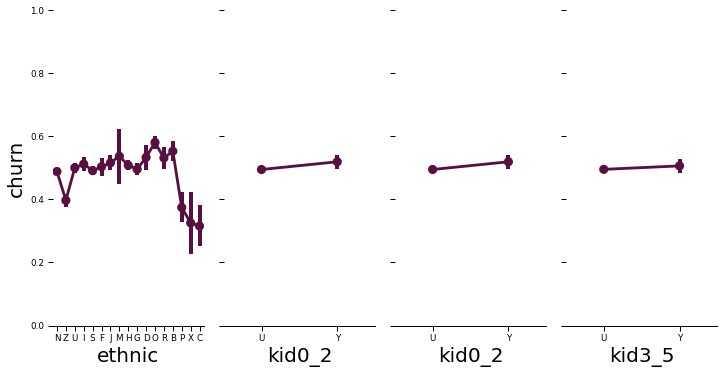 churn
1.0
0.8
0.6
0.4
0.2
0.0
N Z U I S F J M H G D O R B P X C
ethnic
U Y
kid0_2
U Y
kid0_2
U Y
kid3_5